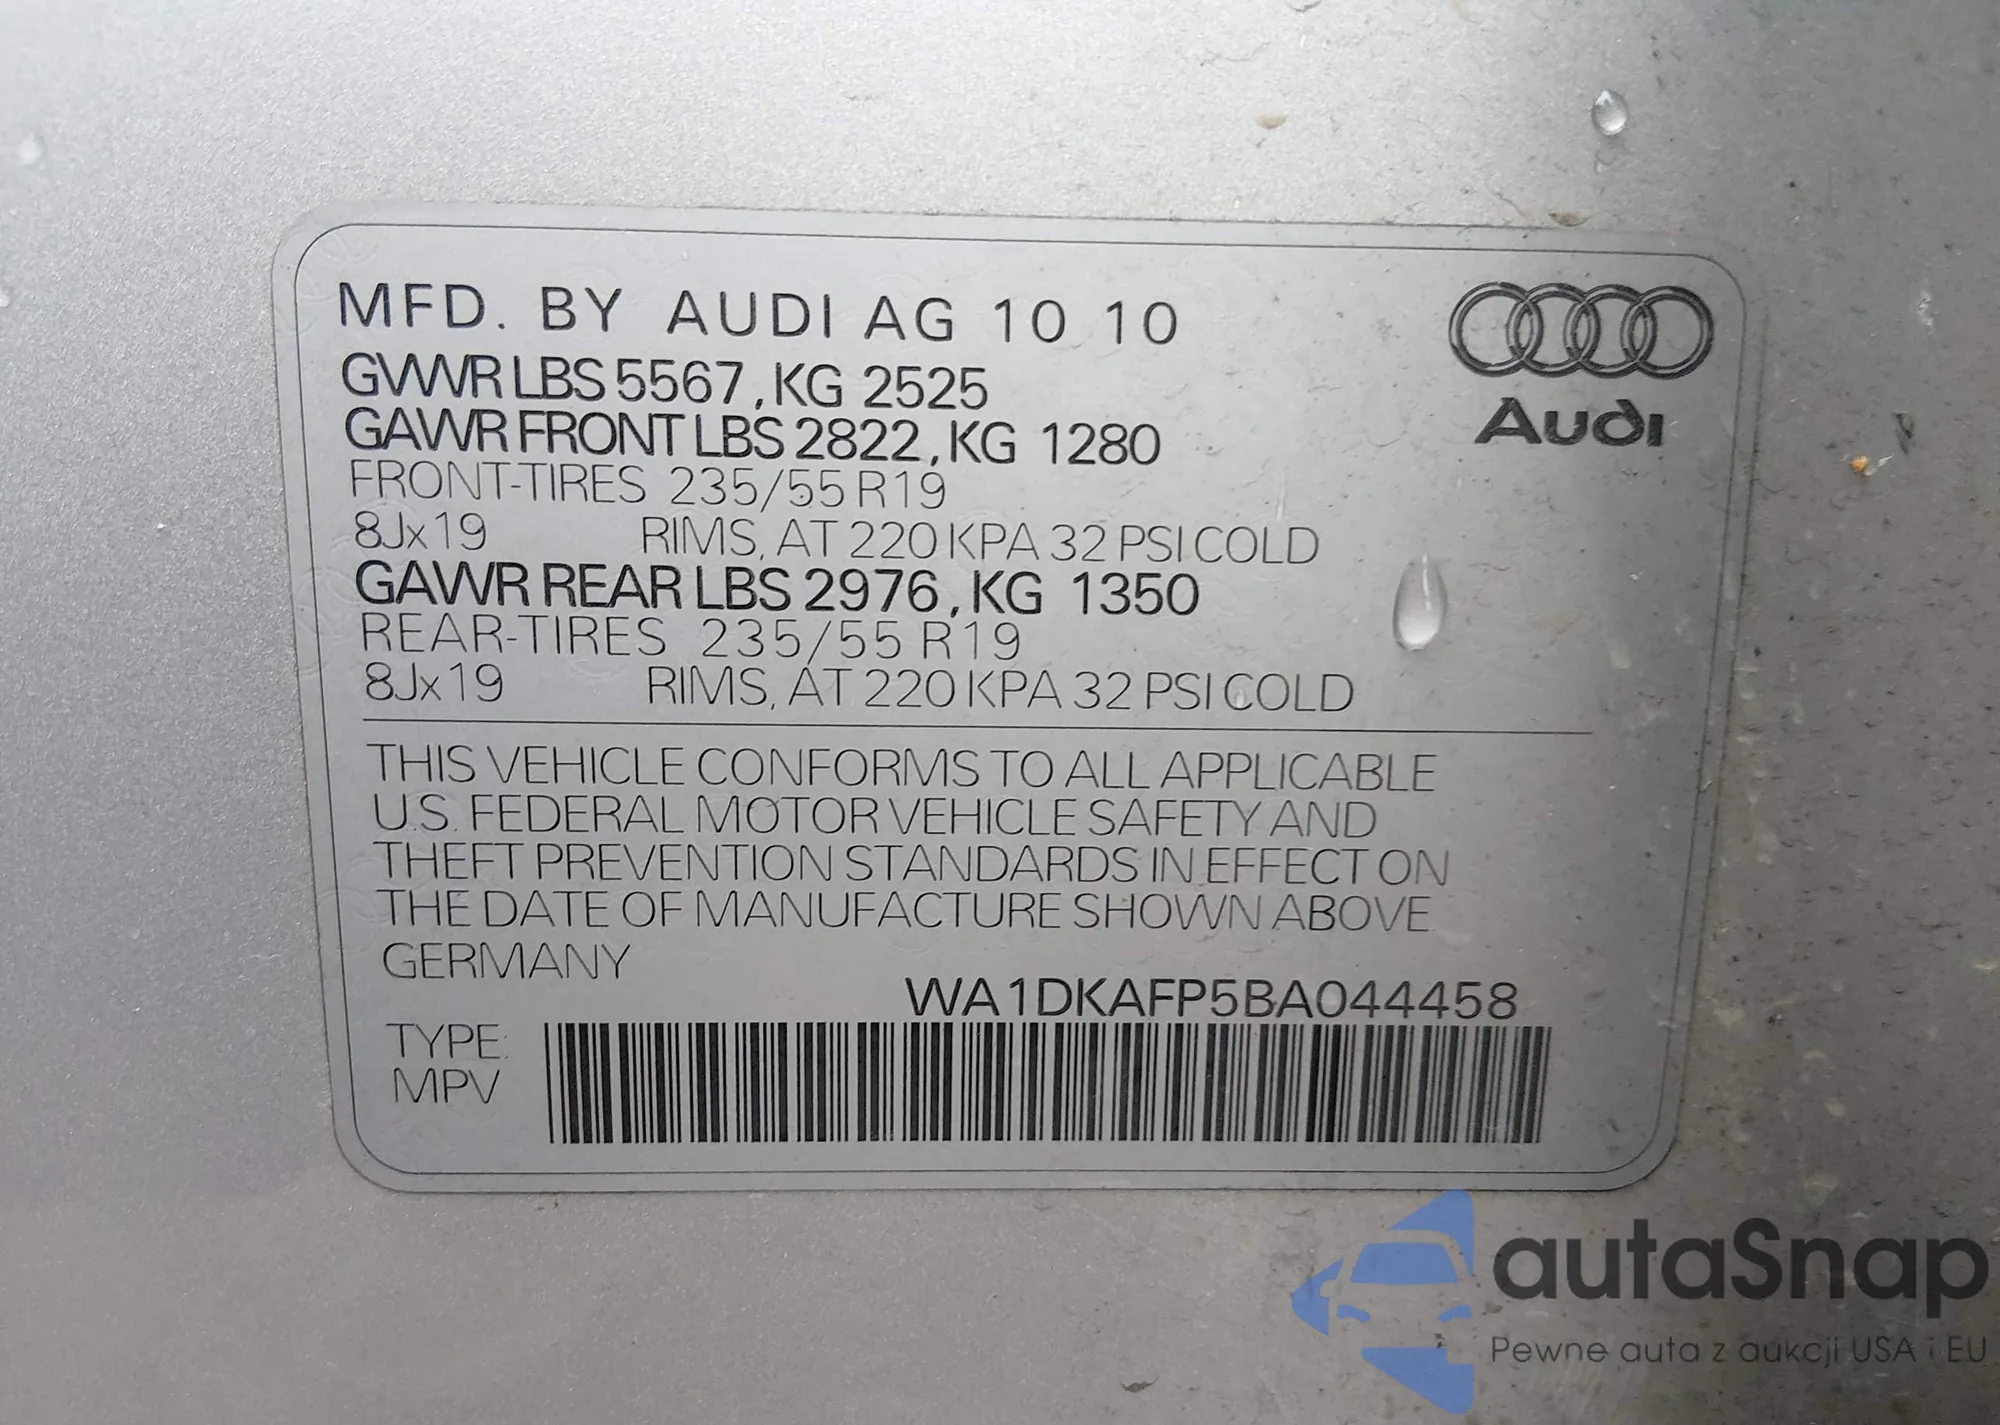 MFD. BY AUDI AG 10 10
GVWR LBS 5567, KG 2525
GAWR FRONT LBS 2822, KG 1280
FRONT-TIRES 235/55 R19
8Jx19 RIMS, AT 220 KPA 32 PSI COLD
GAWR REAR LBS 2976, KG 1350
REAR-TIRES 235/55 R19
8Jx19 RIMS, AT 220 KPA 32 PSI COLD
Audi
THIS VEHICLE CONFORMS TO ALL APPLICABLE
U.S. FEDERAL MOTOR VEHICLE SAFETY AND
THEFT PREVENTION STANDARDS IN EFFECT ON
THE DATE OF MANUFACTURE SHOWN ABOVE.
GERMANY
WA1DKAFP5BA044458
TYPE:
MPV
autaSnap
Pewne auta z aukcji USA i EU